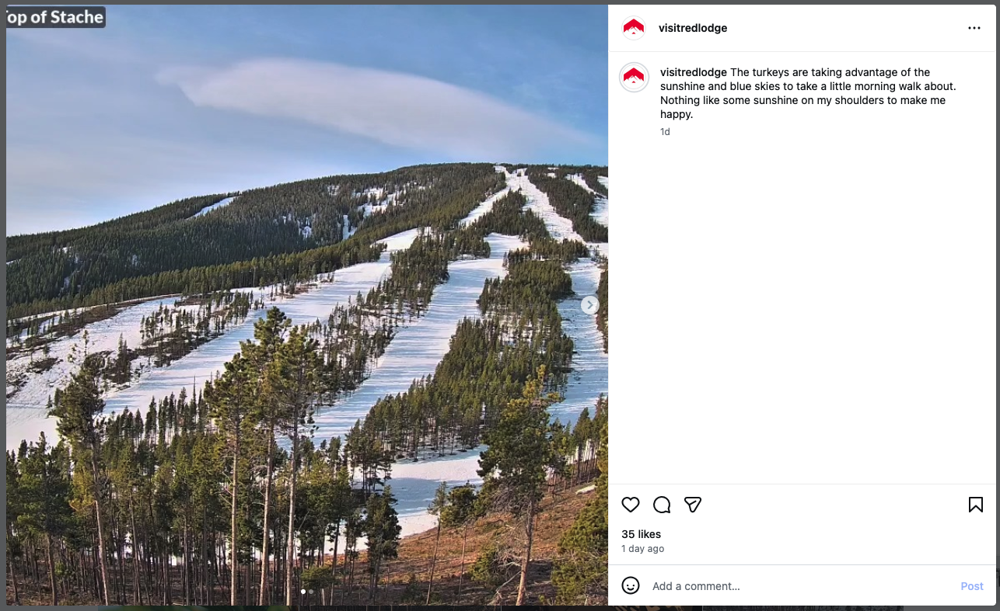 Top of Stache
visitredlodge
visitredlodge The turkeys are taking advantage of the
sunshine and blue skies to take a little morning walk about.
Nothing like some sunshine on my shoulders to make me
happy.
1d
35 likes
1 day ago
Add a comment...
Post